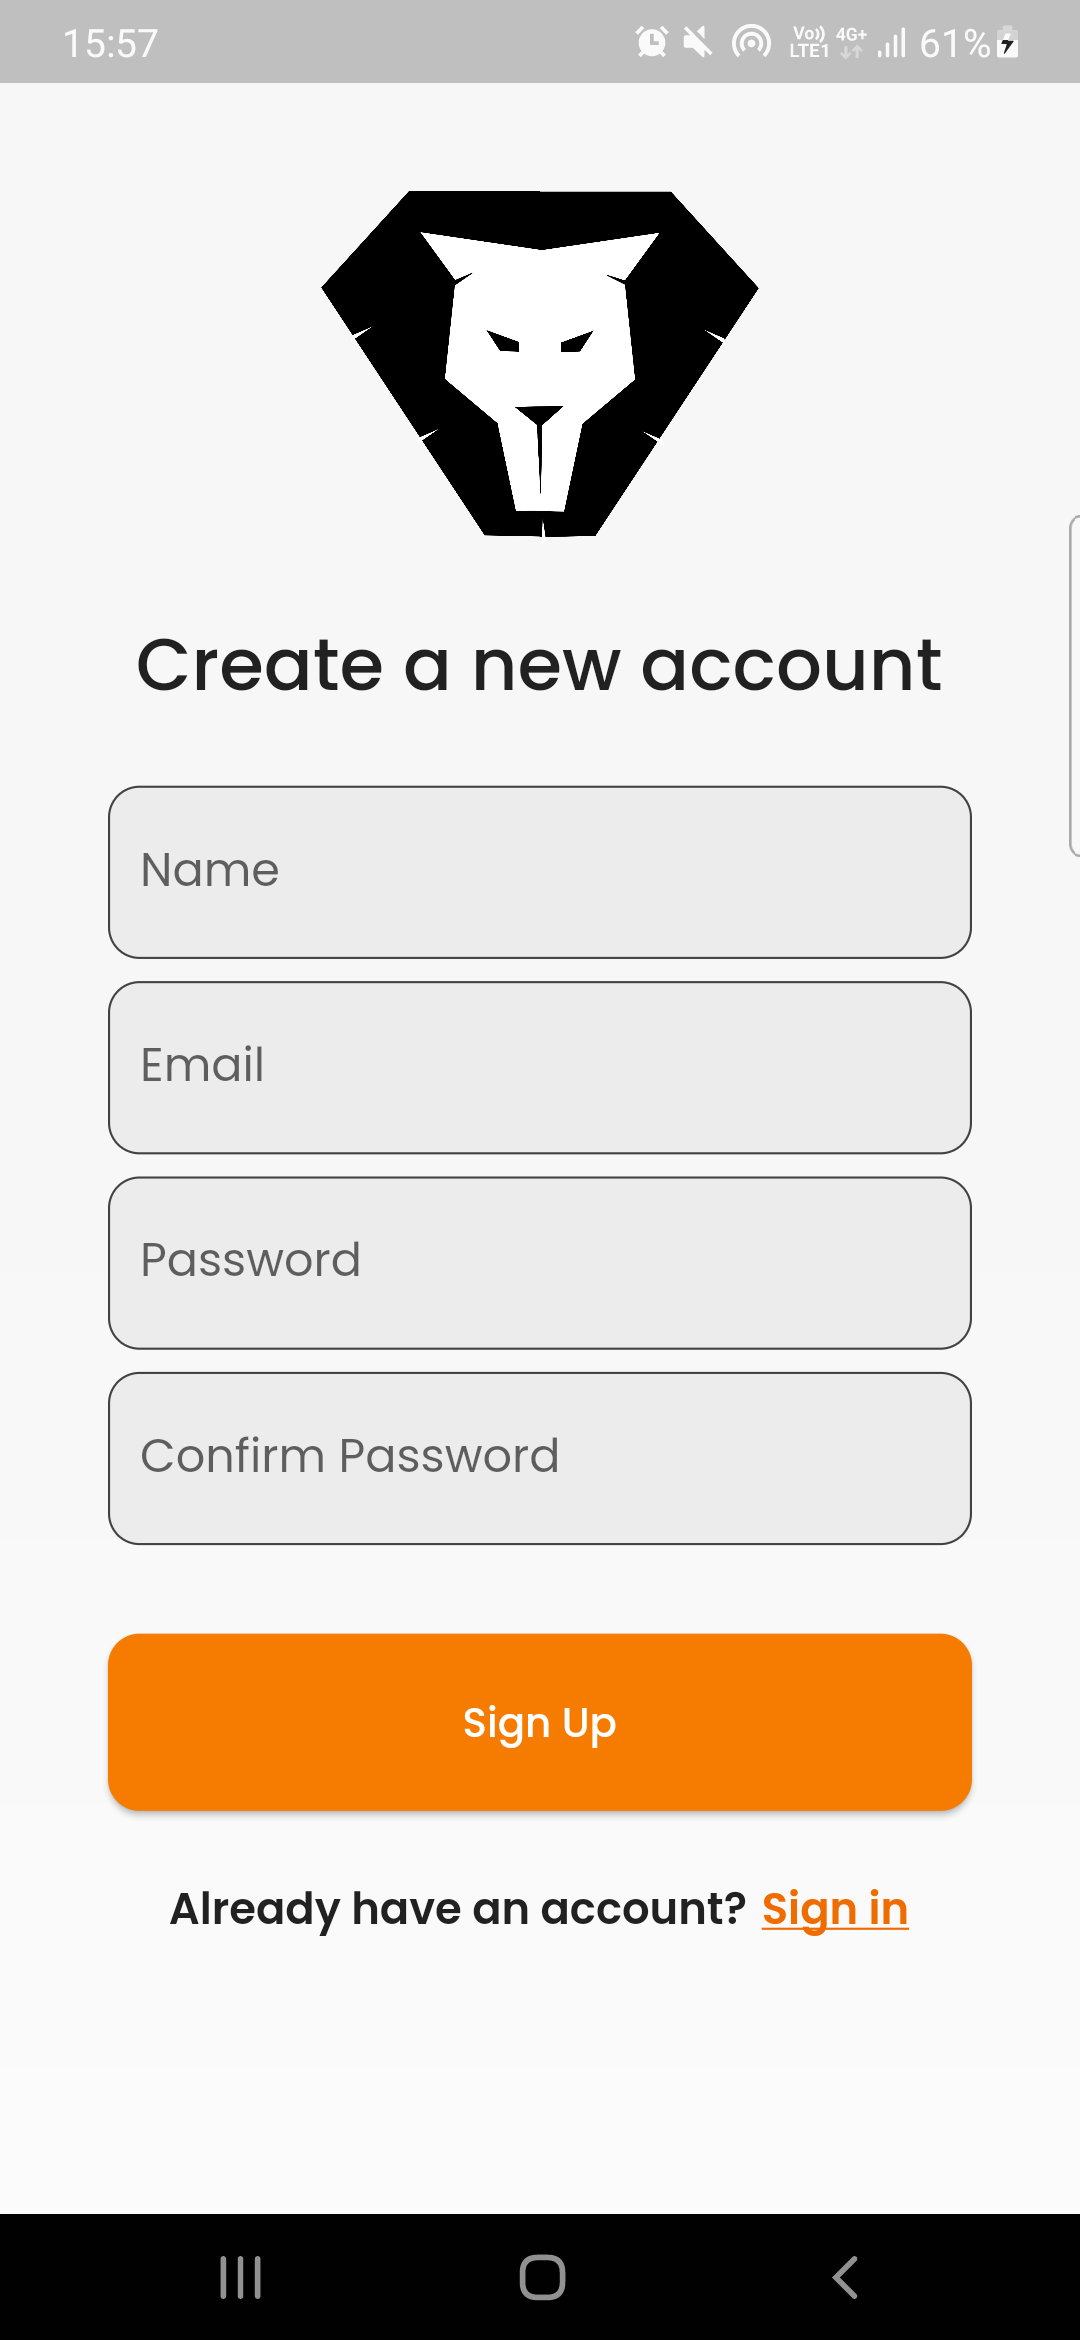 15:57
Vo)) 4G+ 61%
LTE1
Create a new account
Name
Email
Password
Confirm Password
Sign Up
Already have an account? Sign in